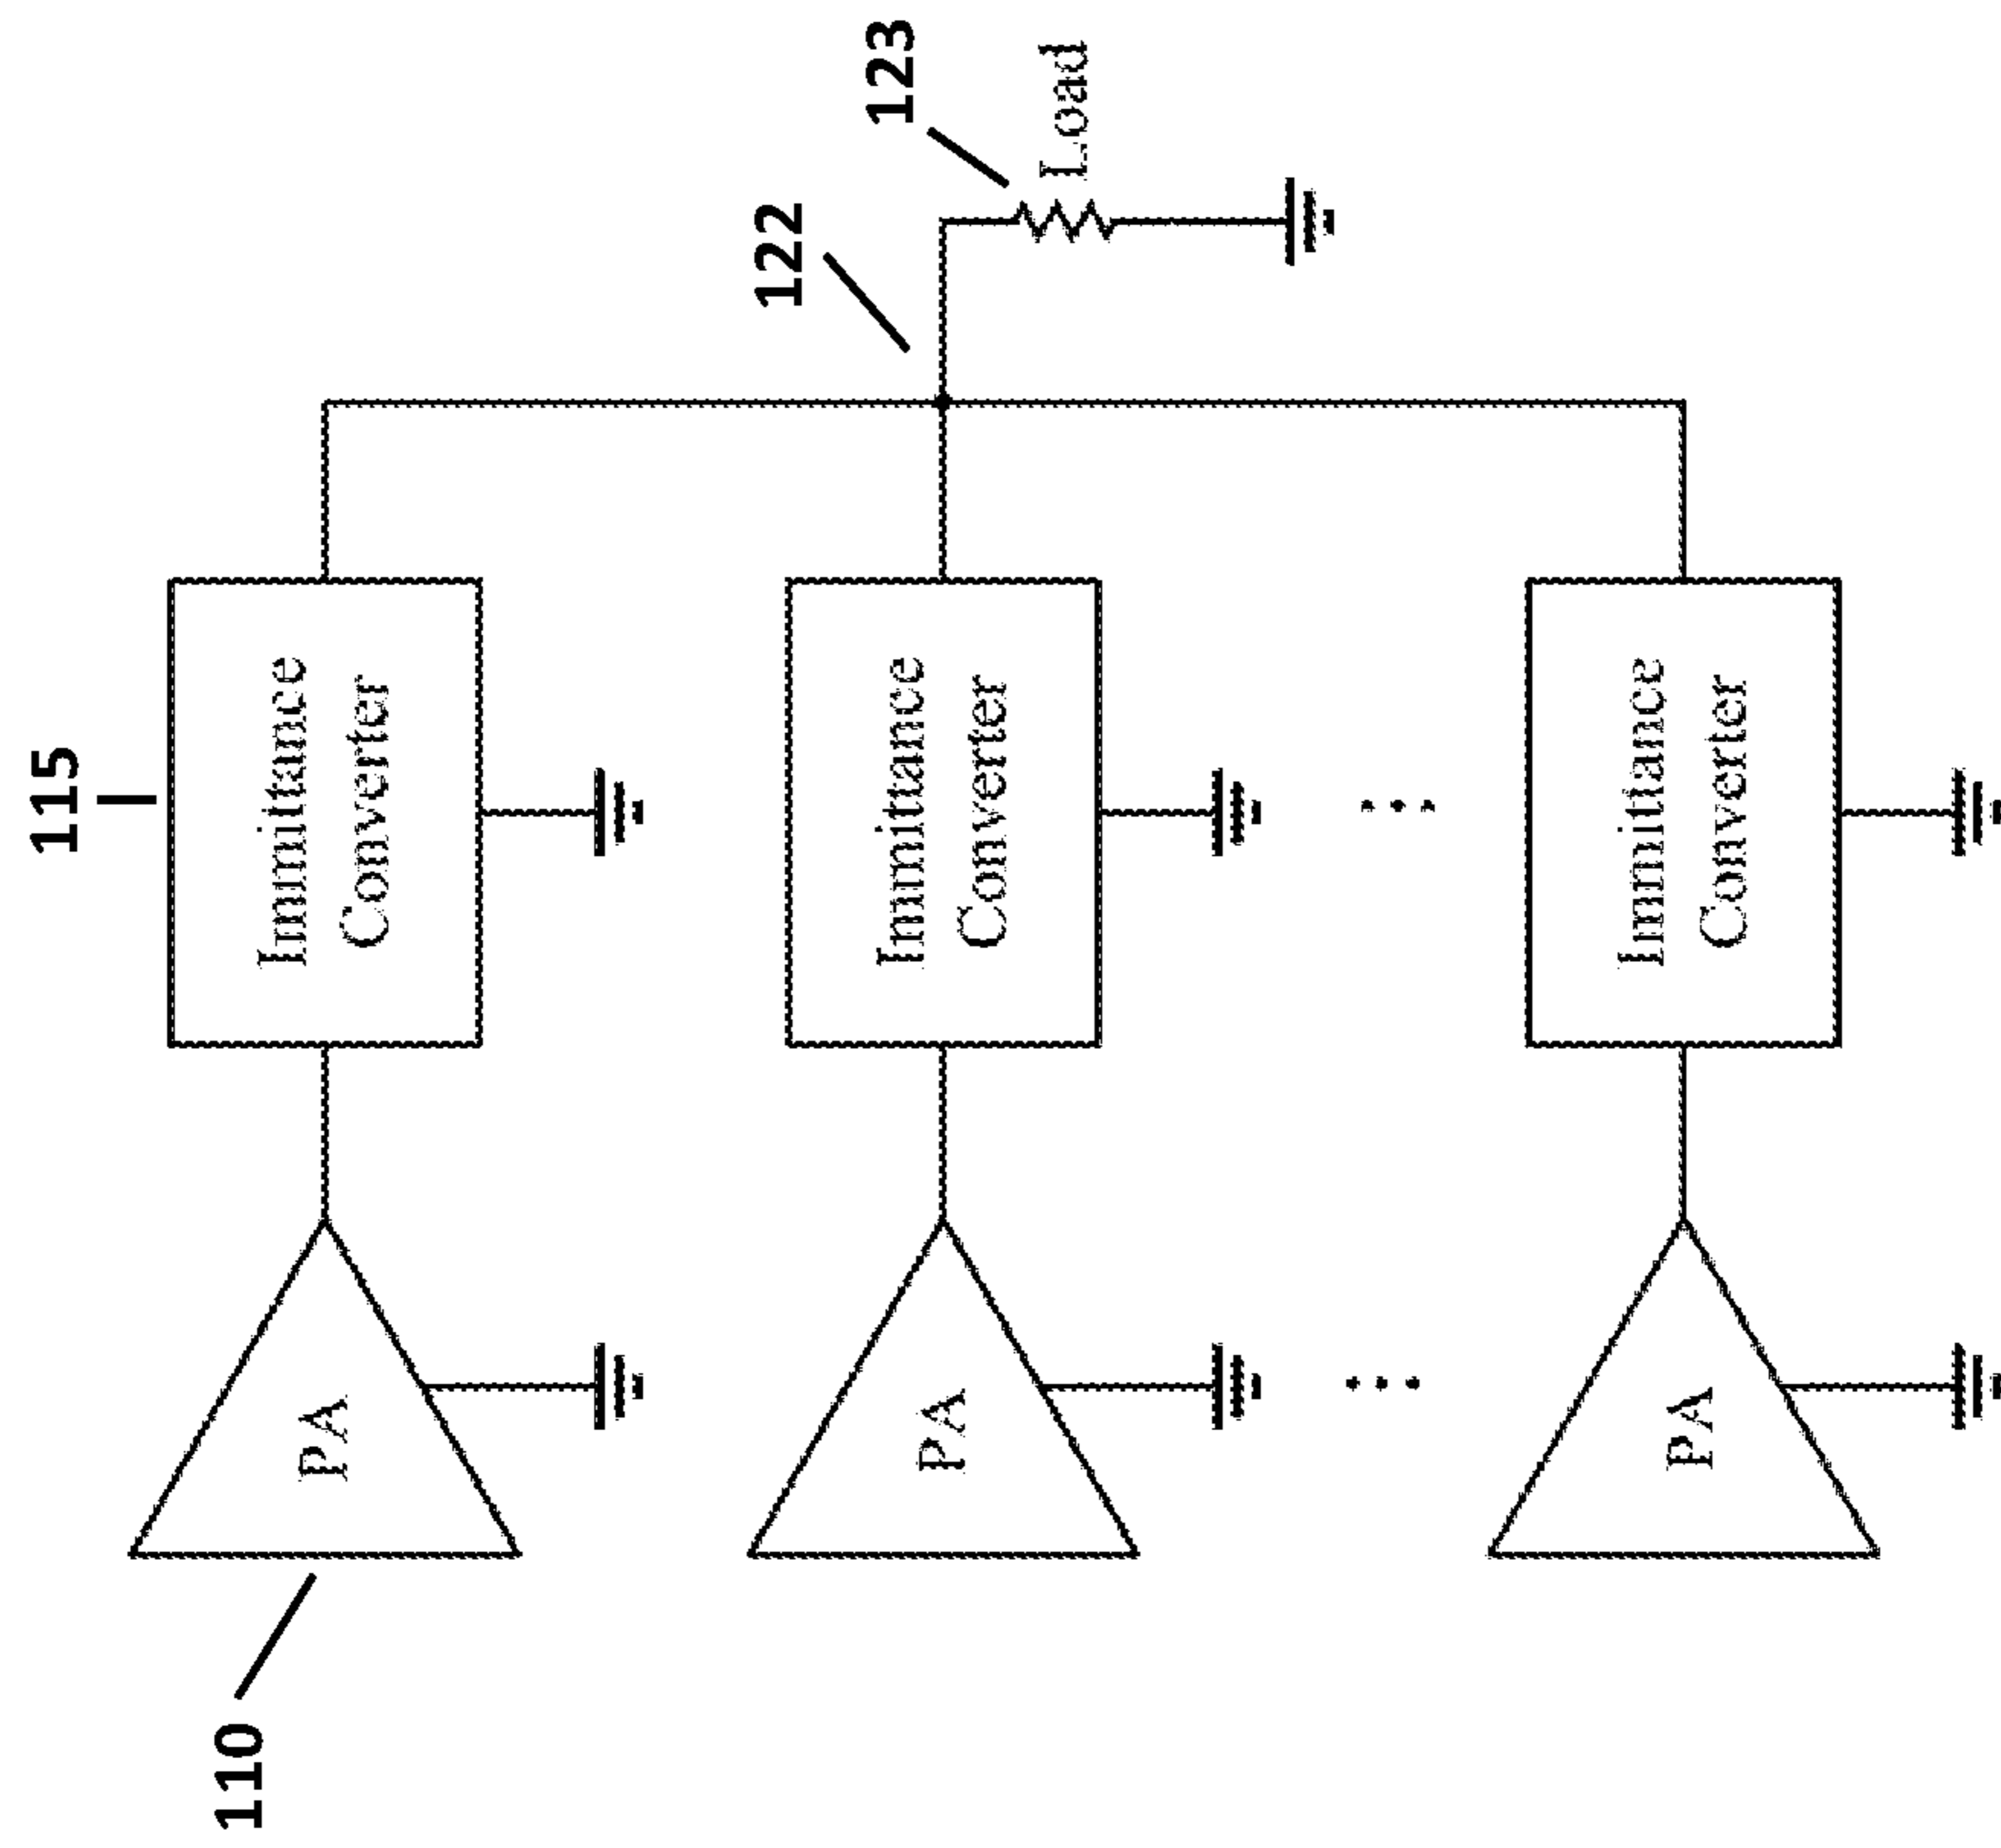 115
123
122
Load
Immittance
Converter
Immittance
Converter
Immittance
Converter
PA
PA
PA
110